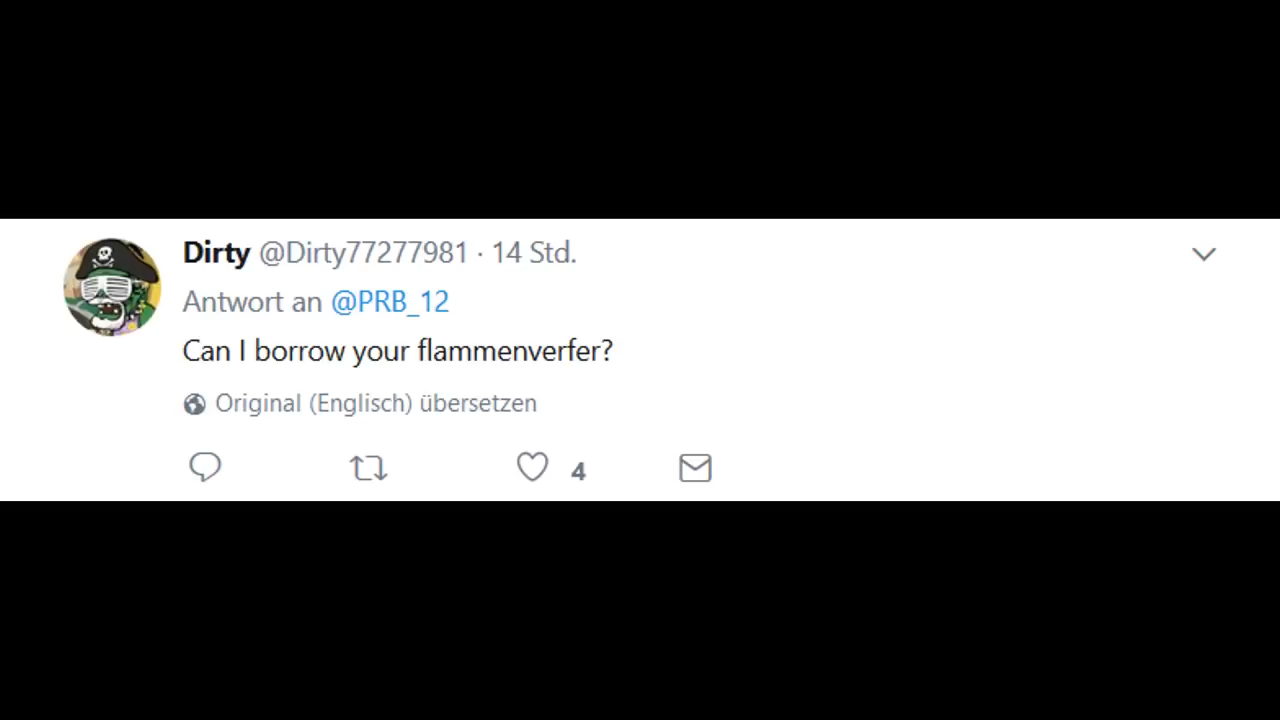 Dirty @Dirty77277981 · 14 Std.
Antwort an @PRB_12
Can I borrow your flammenverfer?
Original (Englisch) übersetzen
4